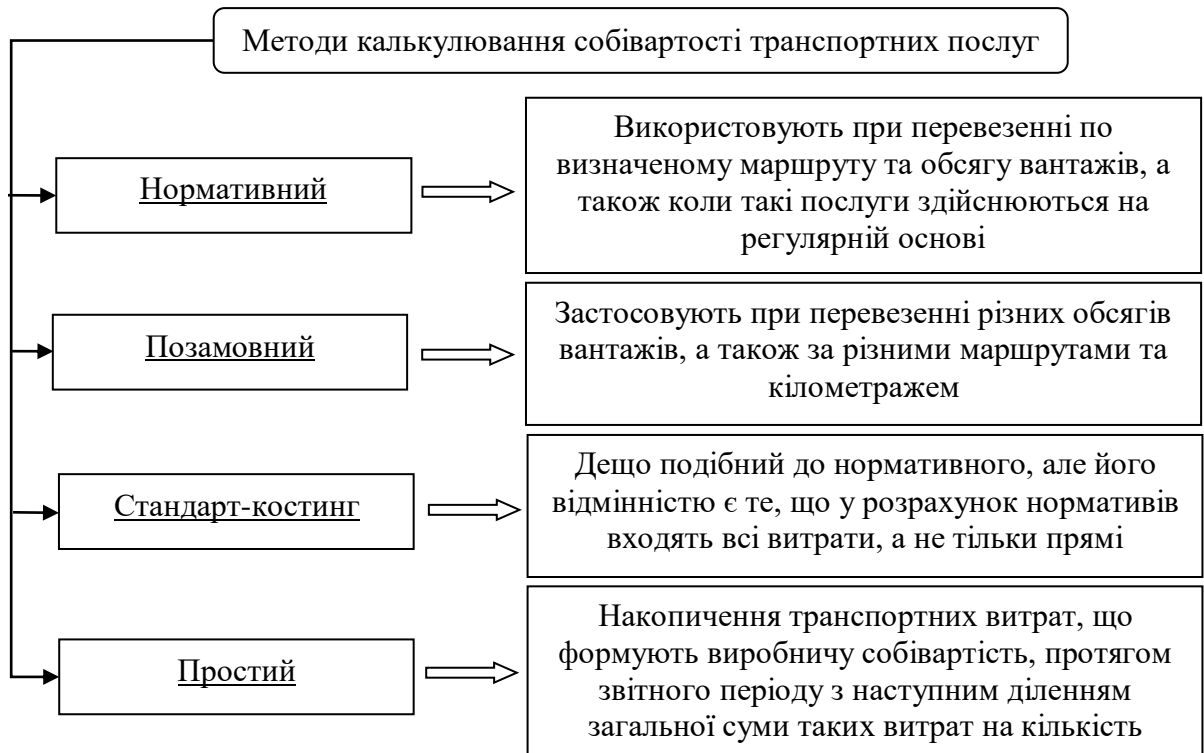 Методи калькулювання собівартості транспортних послуг
Нормативний
Використовують при перевезенні по
визначеному маршруту та обсягу вантажів, а
також коли такі послуги здійснюються на
регулярній основі
Позамовний
Застосовують при перевезенні різних обсягів
вантажів, а також за різними маршрутами та
кілометражем
Стандарт-костинг
Дещо подібний до нормативного, але його
відмінністю є те, що у розрахунок нормативів
входять всі витрати, а не тільки прямі
Простий
Накопичення транспортних витрат, що
формують виробничу собівартість, протягом
звітного періоду з наступним діленням
загальної суми таких витрат на кількість